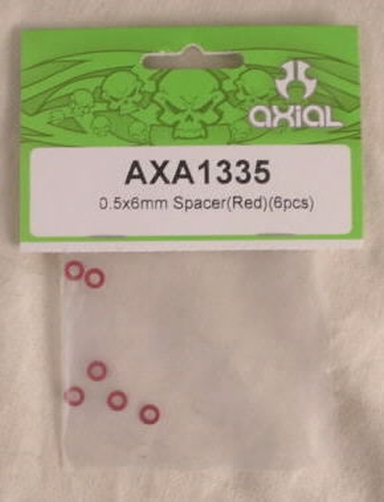 AXIAL
AXA1335
0.5x6mm Spacer(Red)(6pcs)